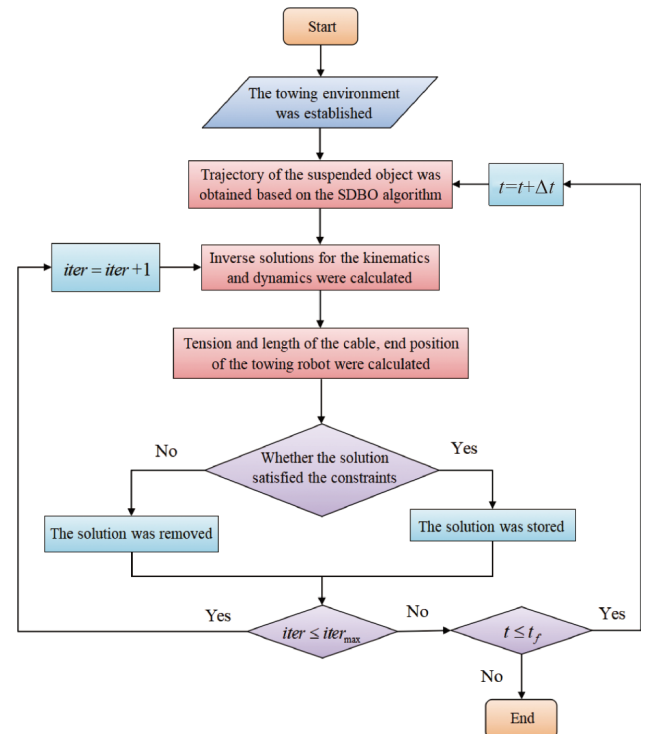 Start
The towing environment
was established
Trajectory of the suspended object was
obtained based on the SDBO algorithm
t=t+Δt
iter = iter +1
Inverse solutions for the kinematics
and dynamics were calculated
Tension and length of the cable, end position
of the towing robot were calculated
No
Whether the solution
satisfied the constraints
Yes
The solution was removed
The solution was stored
Yes
iter ≤ iter_max
No
t ≤ t_f
Yes
No
End